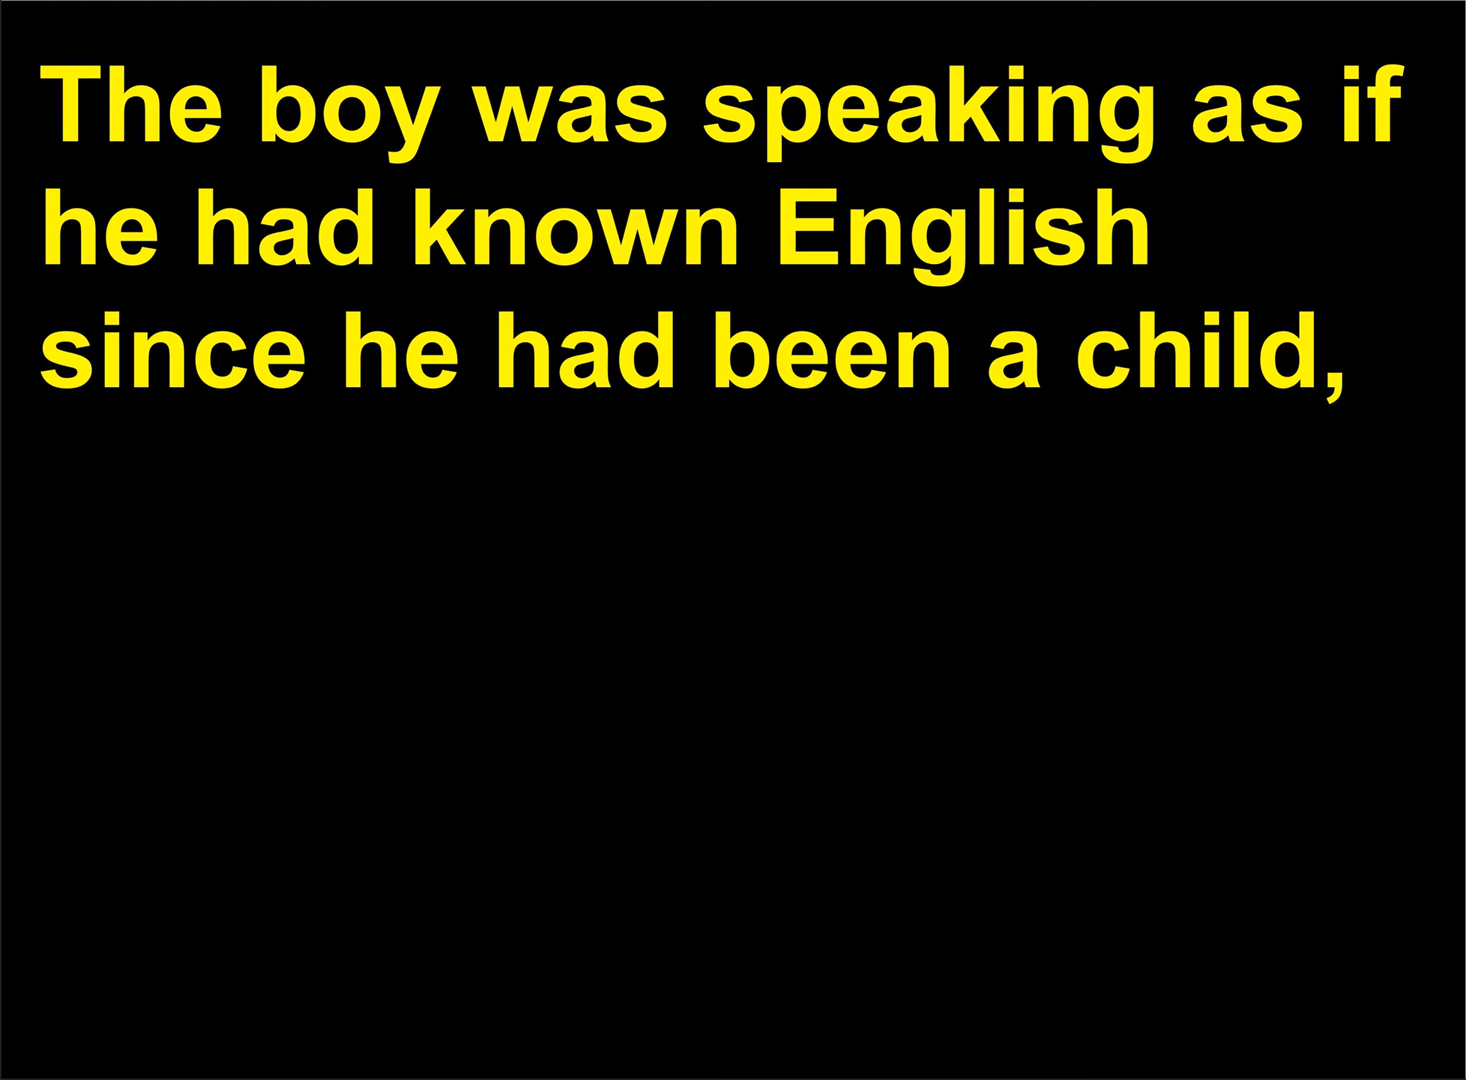 The boy was speaking as if
he had known English
since he had been a child,